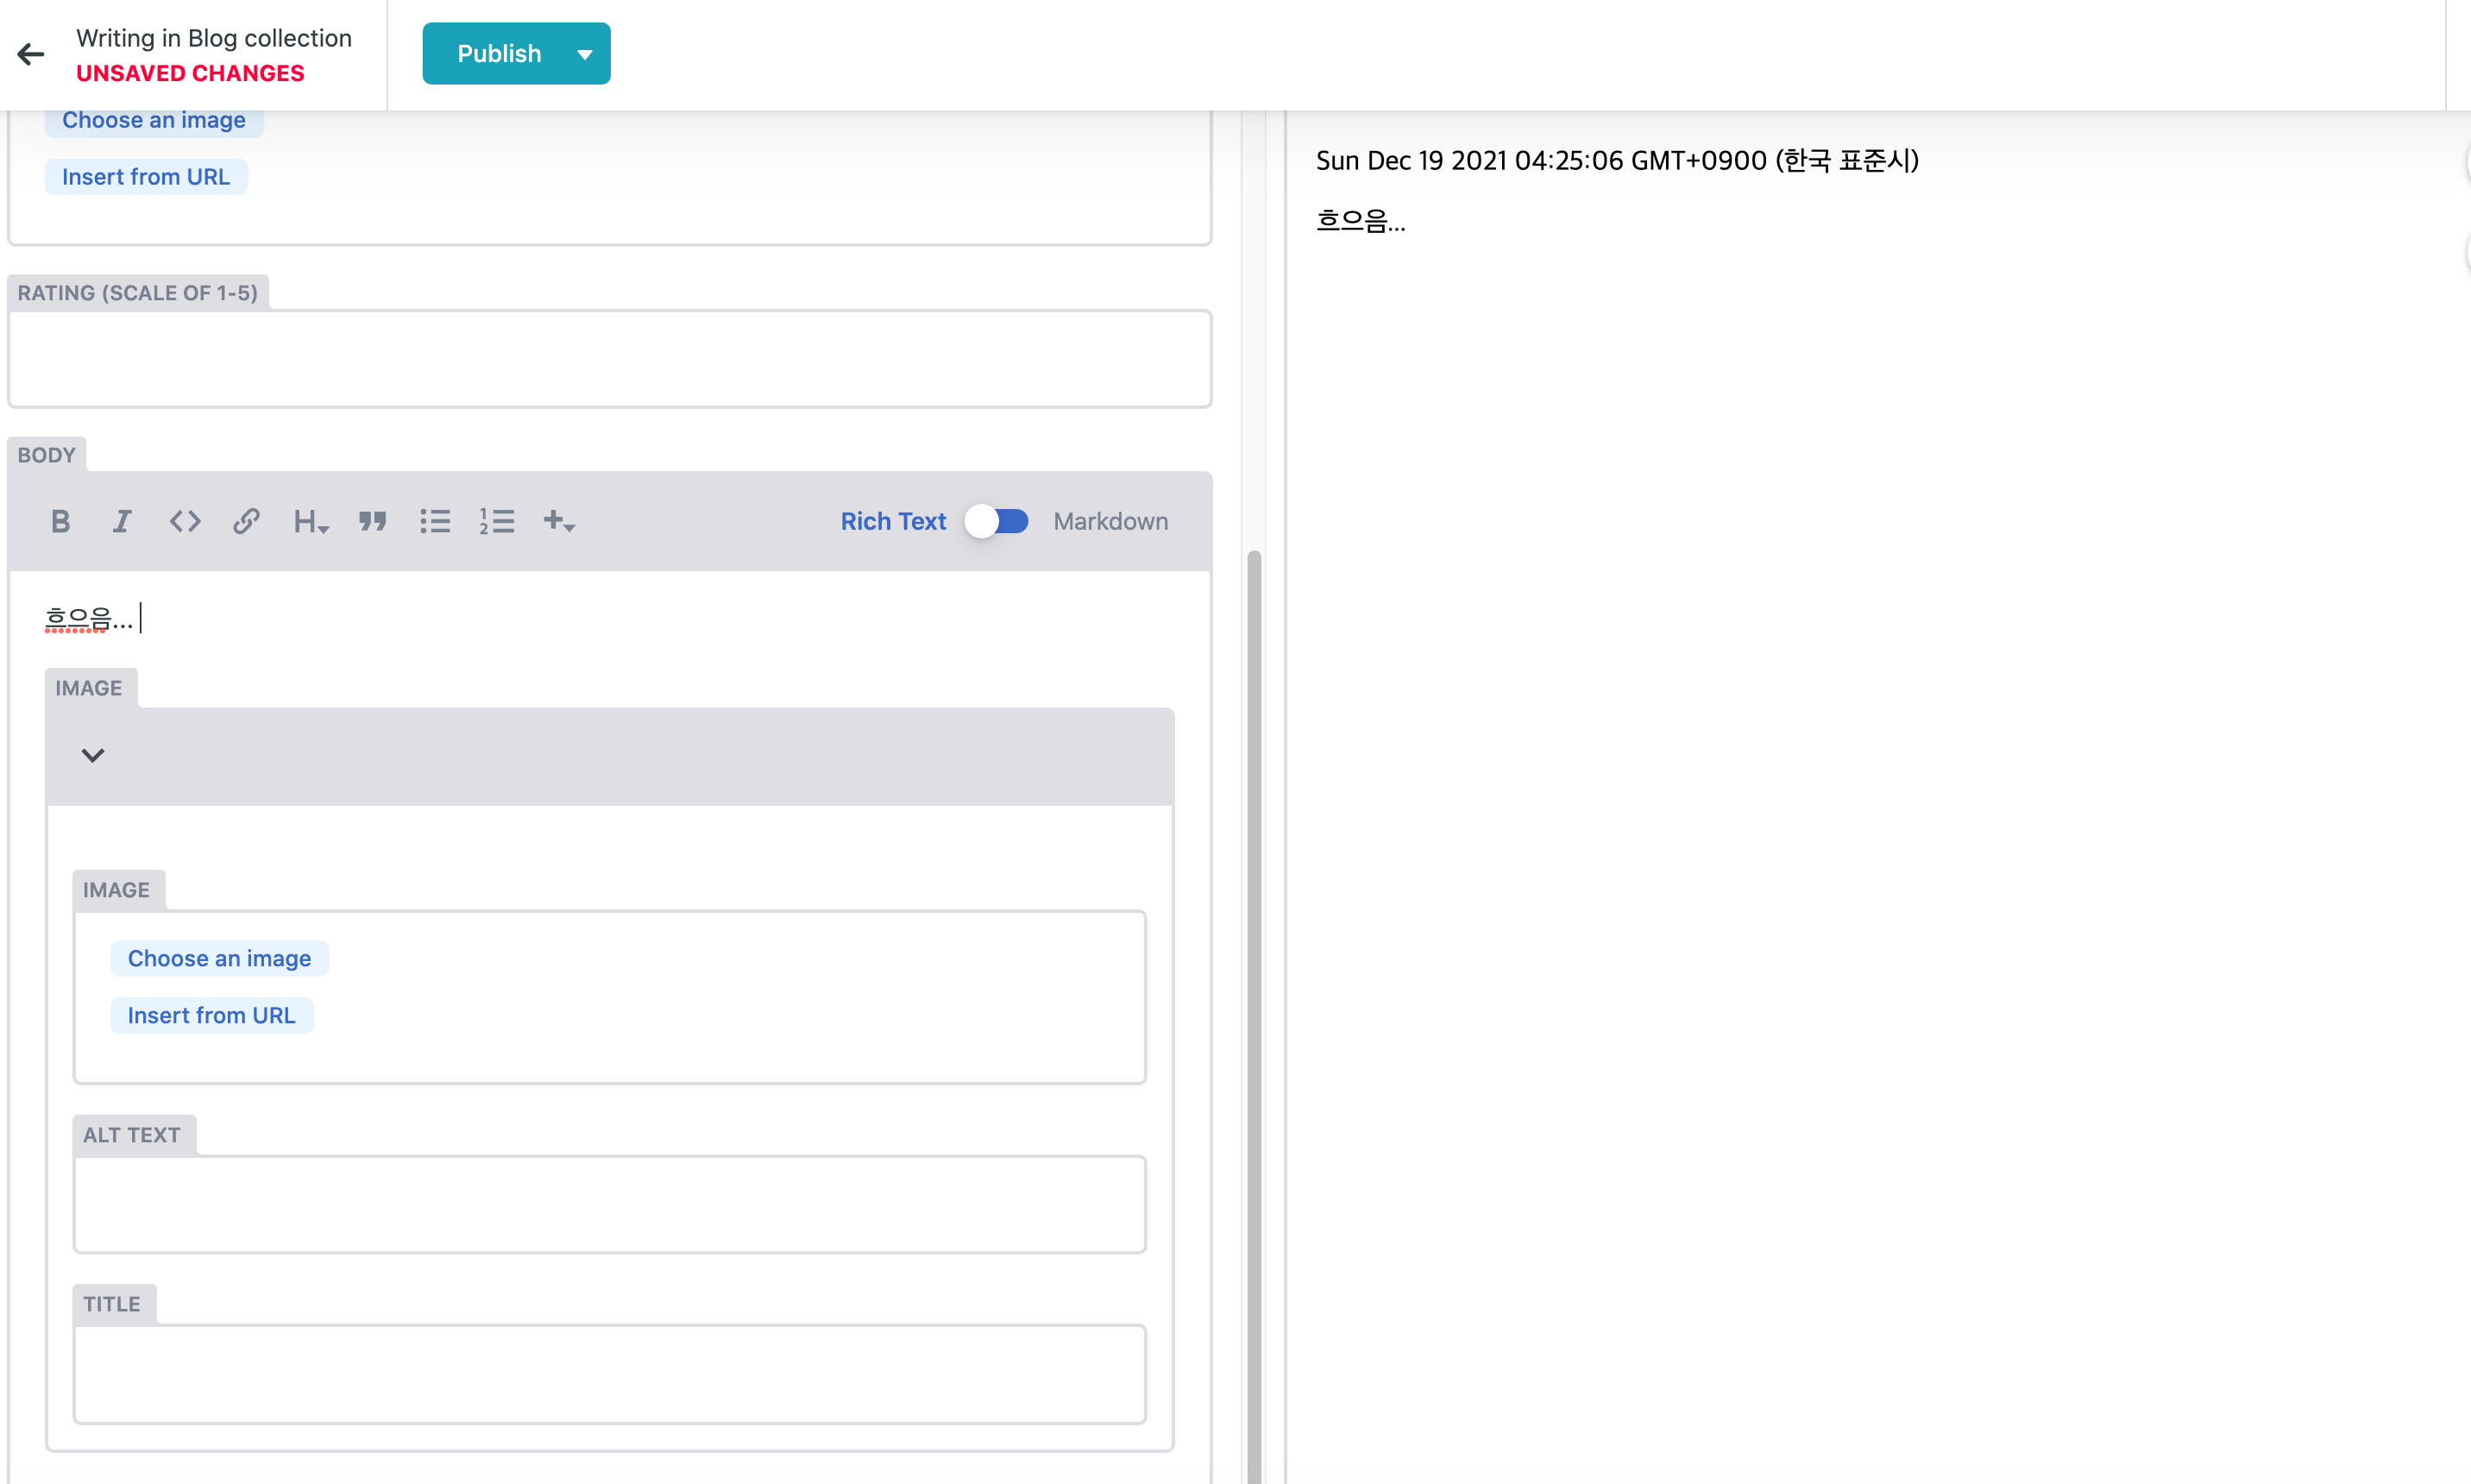 Writing in Blog collection
UNSAVED CHANGES
Publish
Choose an image
Insert from URL
RATING (SCALE OF 1-5)
BODY
Rich Text
Markdown
흐으음...
IMAGE
IMAGE
Choose an image
Insert from URL
ALT TEXT
TITLE
Sun Dec 19 2021 04:25:06 GMT+0900 (한국 표준시)
흐으음...